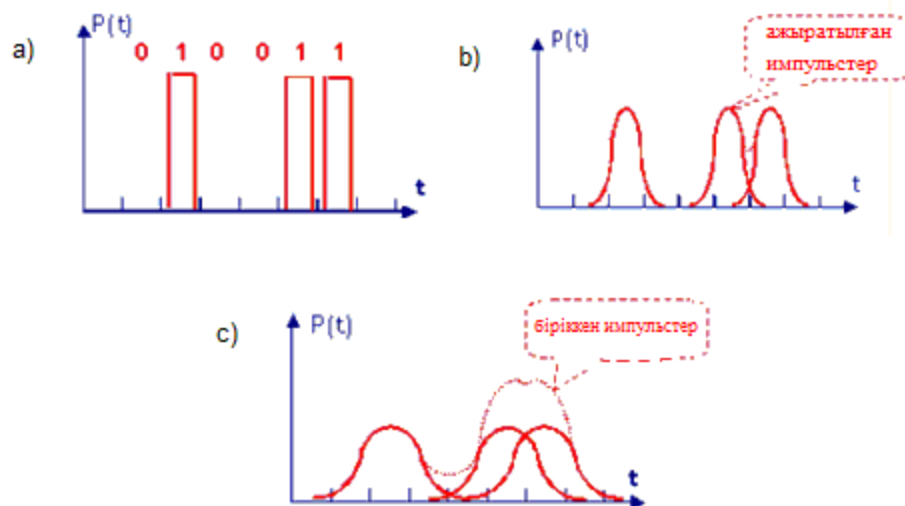 a)
P(t)
0 1 0 0 1 1
t
b)
P(t)
ажыратылған
импульстер
t
c)
P(t)
біріккен импульстер
t